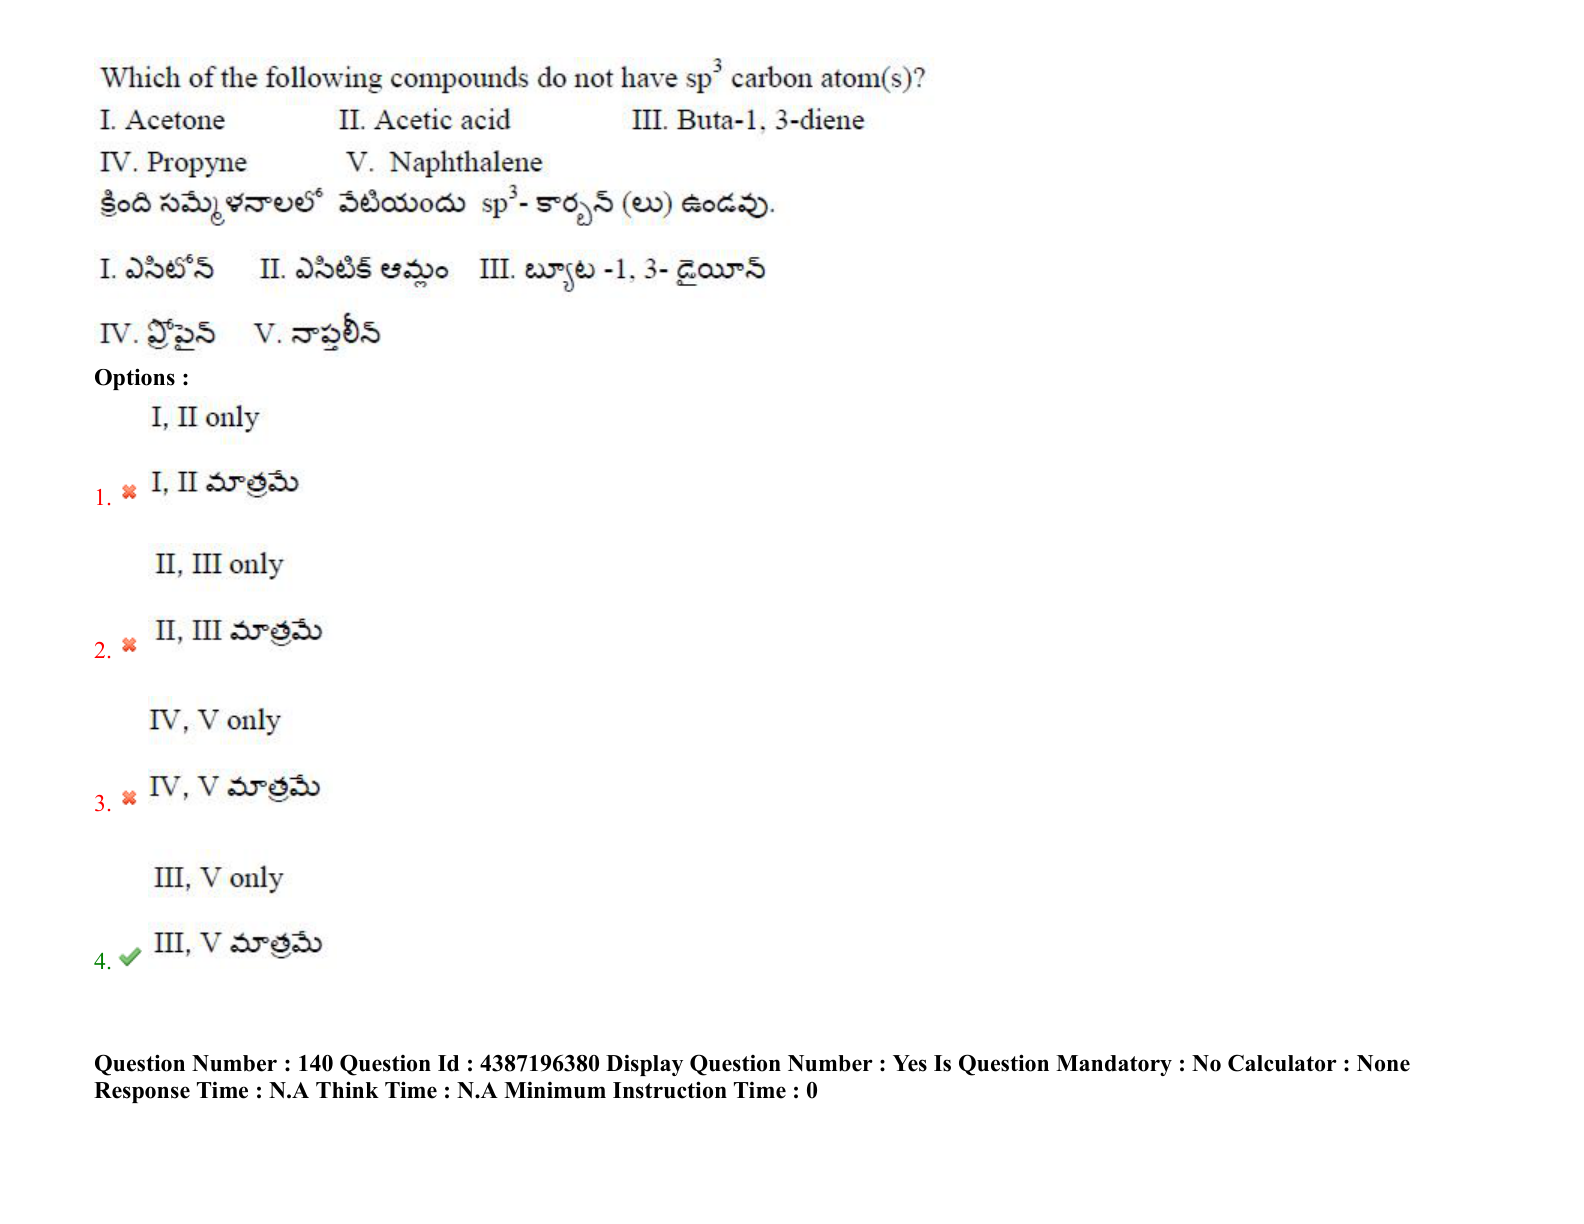 Which of the following compounds do not have sp³ carbon atom(s)?
I. Acetone II. Acetic acid III. Buta-1, 3-diene
IV. Propyne V. Naphthalene
క్రింది సమ్మేళనాలలో వేటియందు sp³- కార్బన్ (లు) ఉండవు.
I. ఎసిటోన్ II. ఎసిటిక్ ఆమ్లం III. బ్యూట -1, 3- డైయీన్
IV. ప్రోపైన్ V. నాఫ్తలీన్
Options :
I, II only
1. I, II మాత్రమే
II, III only
2. II, III మాత్రమే
IV, V only
3. IV, V మాత్రమే
III, V only
4. III, V మాత్రమే
Question Number : 140 Question Id : 4387196380 Display Question Number : Yes Is Question Mandatory : No Calculator : None
Response Time : N.A Think Time : N.A Minimum Instruction Time : 0